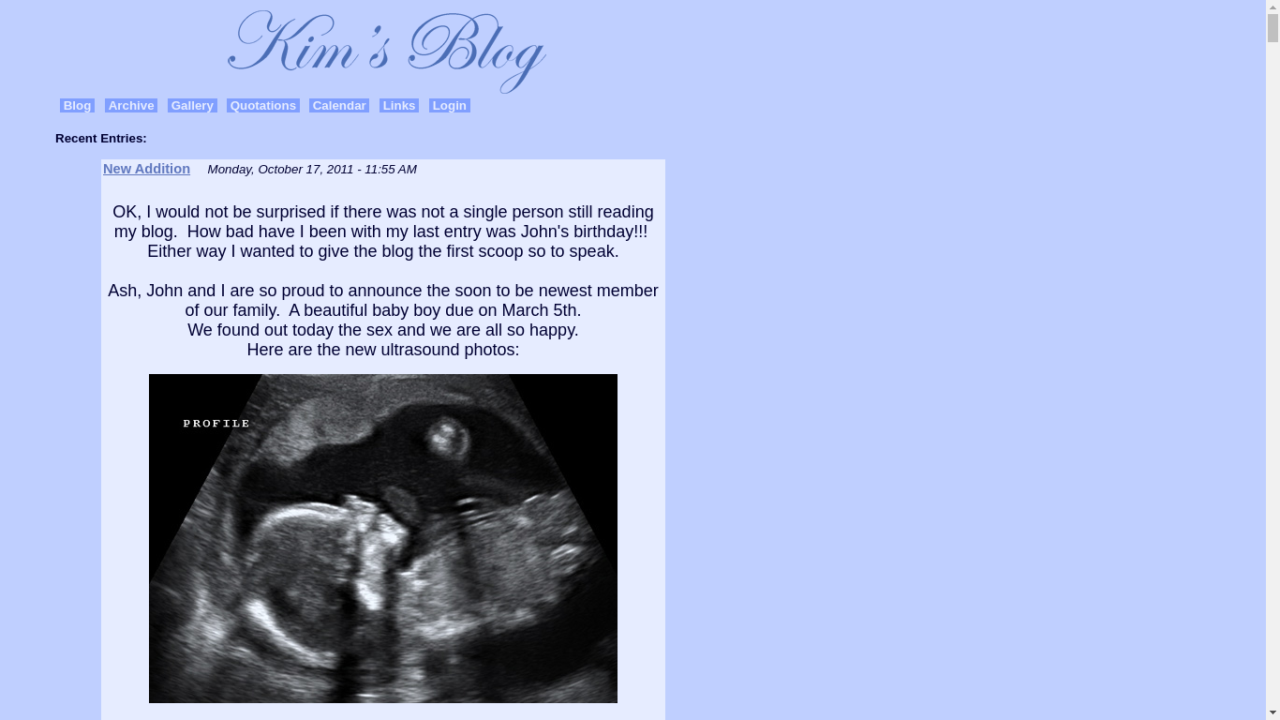 Kim's Blog
Blog Archive Gallery Quotations Calendar Links Login
Recent Entries:
New Addition Monday, October 17, 2011 - 11:55 AM
OK, I would not be surprised if there was not a single person still reading
my blog.  How bad have I been with my last entry was John's birthday!!!
Either way I wanted to give the blog the first scoop so to speak.
Ash, John and I are so proud to announce the soon to be newest member
of our family.  A beautiful baby boy due on March 5th.
We found out today the sex and we are all so happy.
Here are the new ultrasound photos:
PROFILE